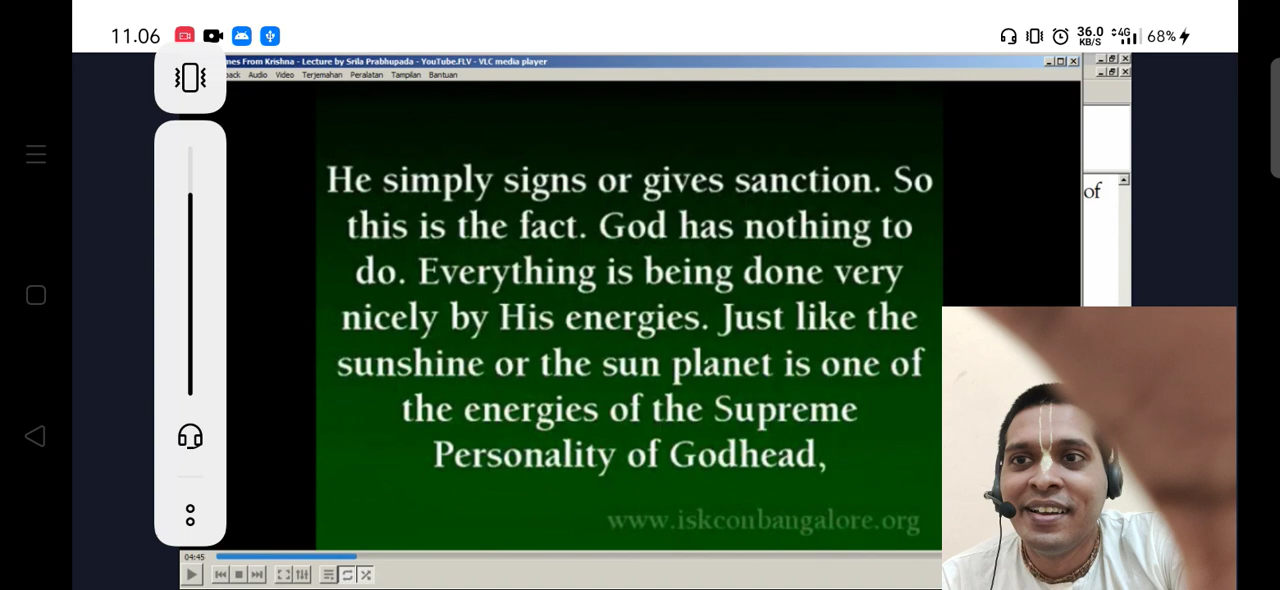 11.06
36.0
KB/S
4G
68%
mes From Krishna - Lecture by Srila Prabhupada - YouTube.FLV - VLC media player
back Audio Video Terjemahan Peralatan Tampilan Bantuan
He simply signs or gives sanction. So
this is the fact. God has nothing to
do. Everything is being done very
nicely by His energies. Just like the
sunshine or the sun planet is one of
the energies of the Supreme
Personality of Godhead,
of
www.iskconbangalore.org
04:45